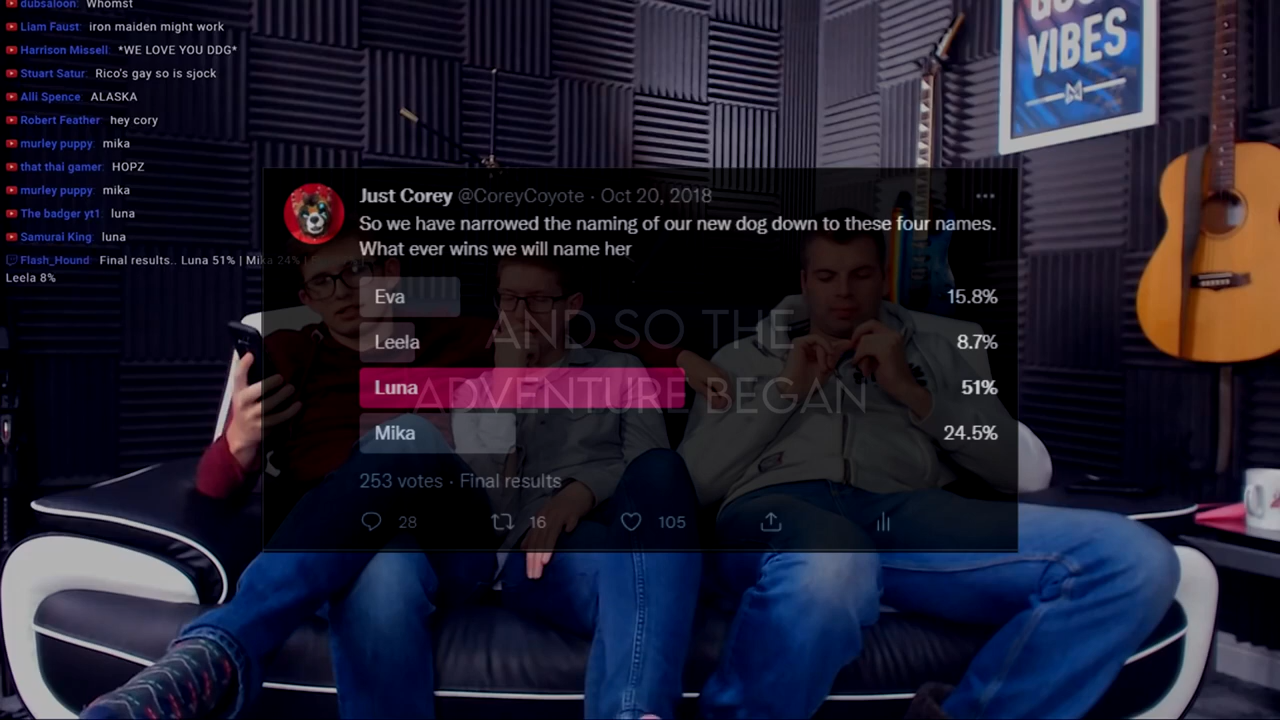 dubsaloon: Whomst
Liam Faust: iron maiden might work
Harrison Missell: *WE LOVE YOU DDG*
Stuart Satur: Rico's gay so is sjock
Alli Spence: ALASKA
Robert Feather: hey cory
murley puppy: mika
that thai gamer: HOPZ
murley puppy: mika
The badger yt1: luna
Samurai King: luna
Flash_Hound: Final results.. Luna 51% | Mika 24% |
Leela 8%
GOOD
VIBES
Just Corey @CoreyCoyote · Oct 20, 2018
So we have narrowed the naming of our new dog down to these four names.
What ever wins we will name her
Eva 15.8%
Leela 8.7%
Luna 51%
Mika 24.5%
253 votes · Final results
28 16 105
AND SO THE
ADVENTURE BEGAN